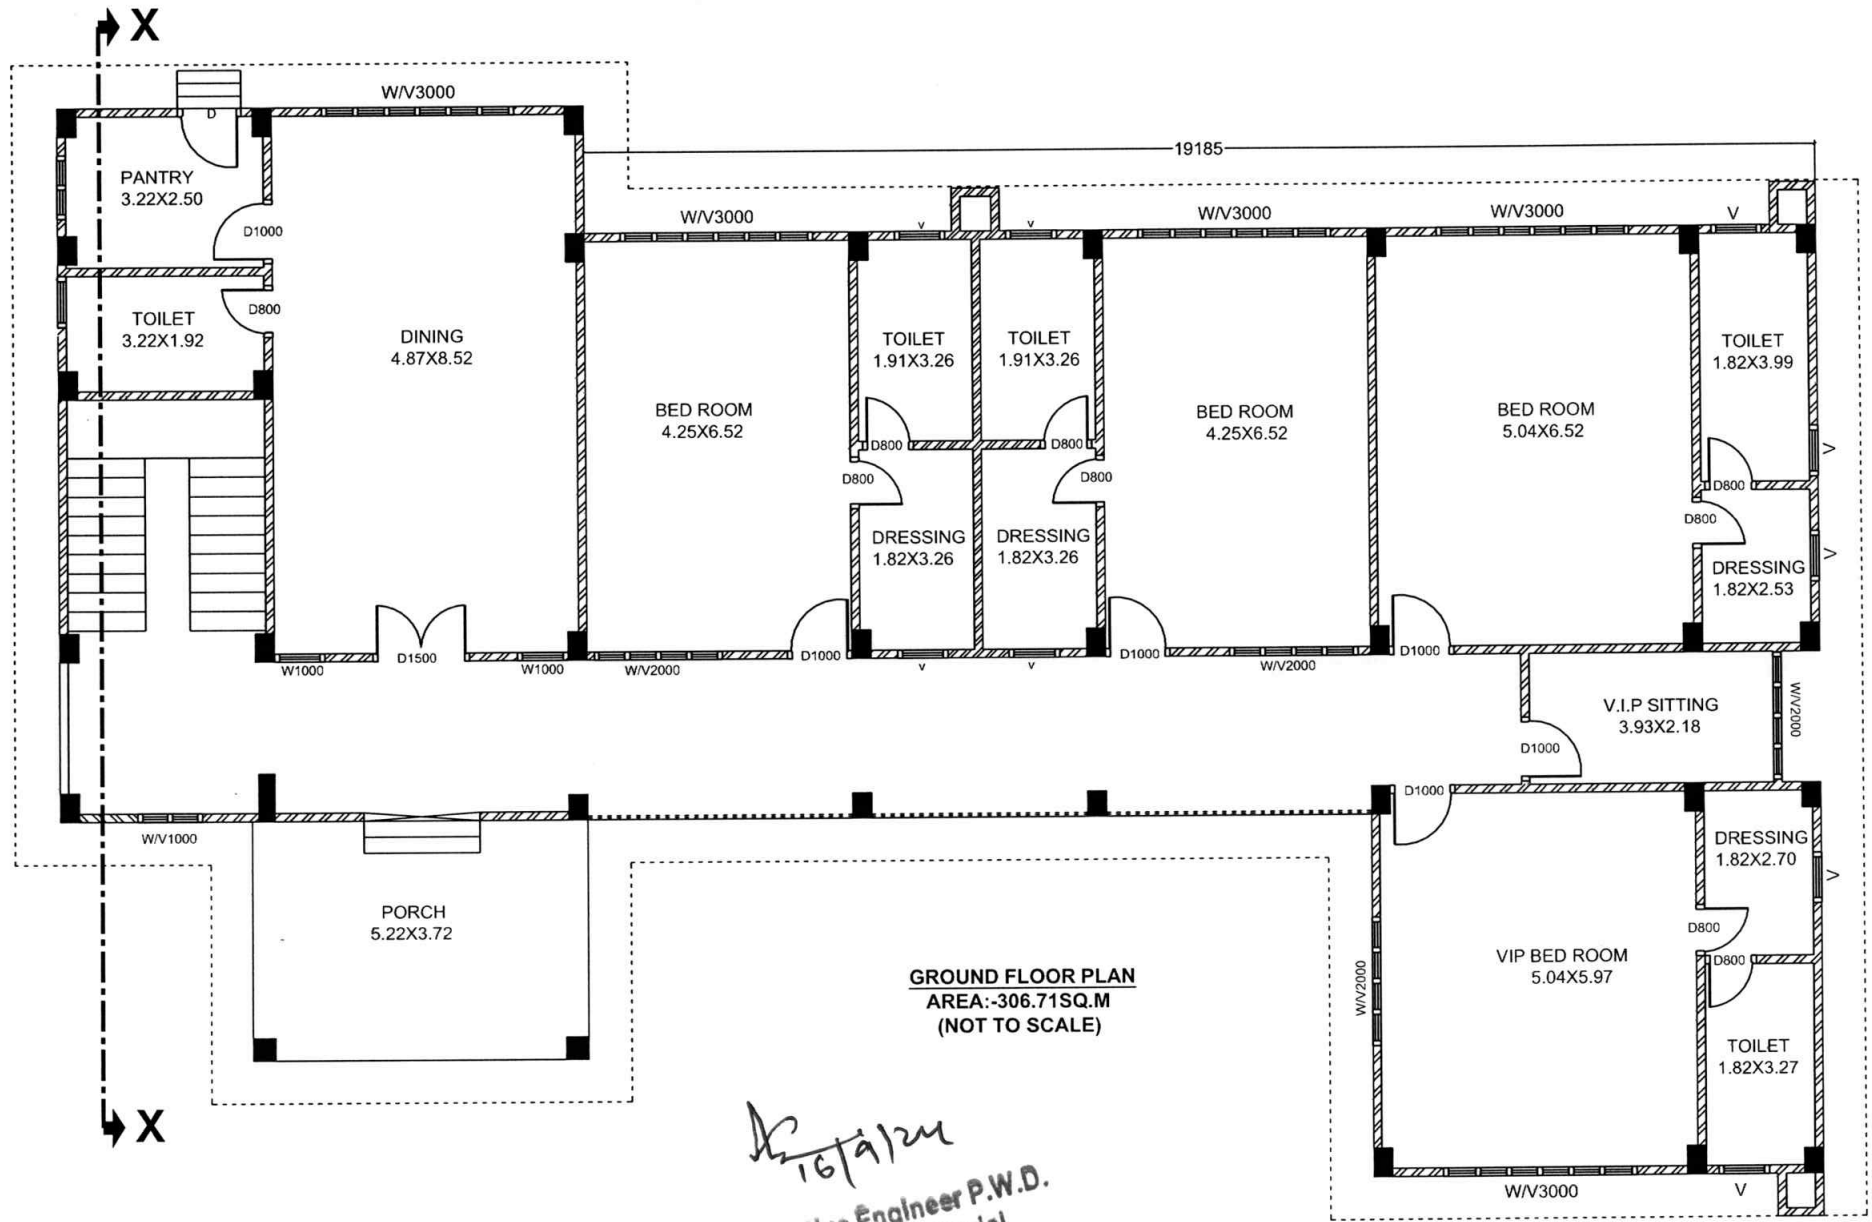 X
W/V3000
D
PANTRY
3.22X2.50
D1000
19185
W/V3000
v
v
W/V3000
W/V3000
V
TOILET
3.22X1.92
D800
DINING
4.87X8.52
BED ROOM
4.25X6.52
TOILET
1.91X3.26
TOILET
1.91X3.26
BED ROOM
4.25X6.52
BED ROOM
5.04X6.52
TOILET
1.82X3.99
D800
D800
D800
D800
D800
D800
V
V
DRESSING
1.82X3.26
DRESSING
1.82X3.26
DRESSING
1.82X2.53
W1000
D1500
W1000
W/V2000
D1000
v
v
D1000
W/V2000
D1000
V.I.P SITTING
3.93X2.18
W/V2000
D1000
D1000
W/V1000
PORCH
5.22X3.72
DRESSING
1.82X2.70
V
D800
D800
VIP BED ROOM
5.04X5.97
W/V2000
TOILET
1.82X3.27
GROUND FLOOR PLAN
AREA:-306.71SQ.M
(NOT TO SCALE)
X
16/9/24
Engineer P.W.D.
W/V3000
V